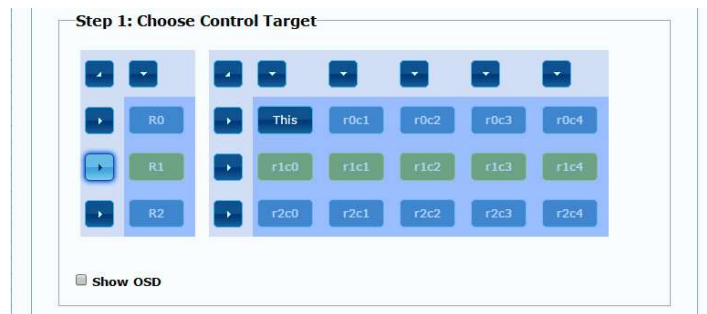 Step 1: Choose Control Target
R0 This r0c1 r0c2 r0c3 r0c4
R1 r1c0 r1c1 r1c2 r1c3 r1c4
R2 r2c0 r2c1 r2c2 r2c3 r2c4
Show OSD